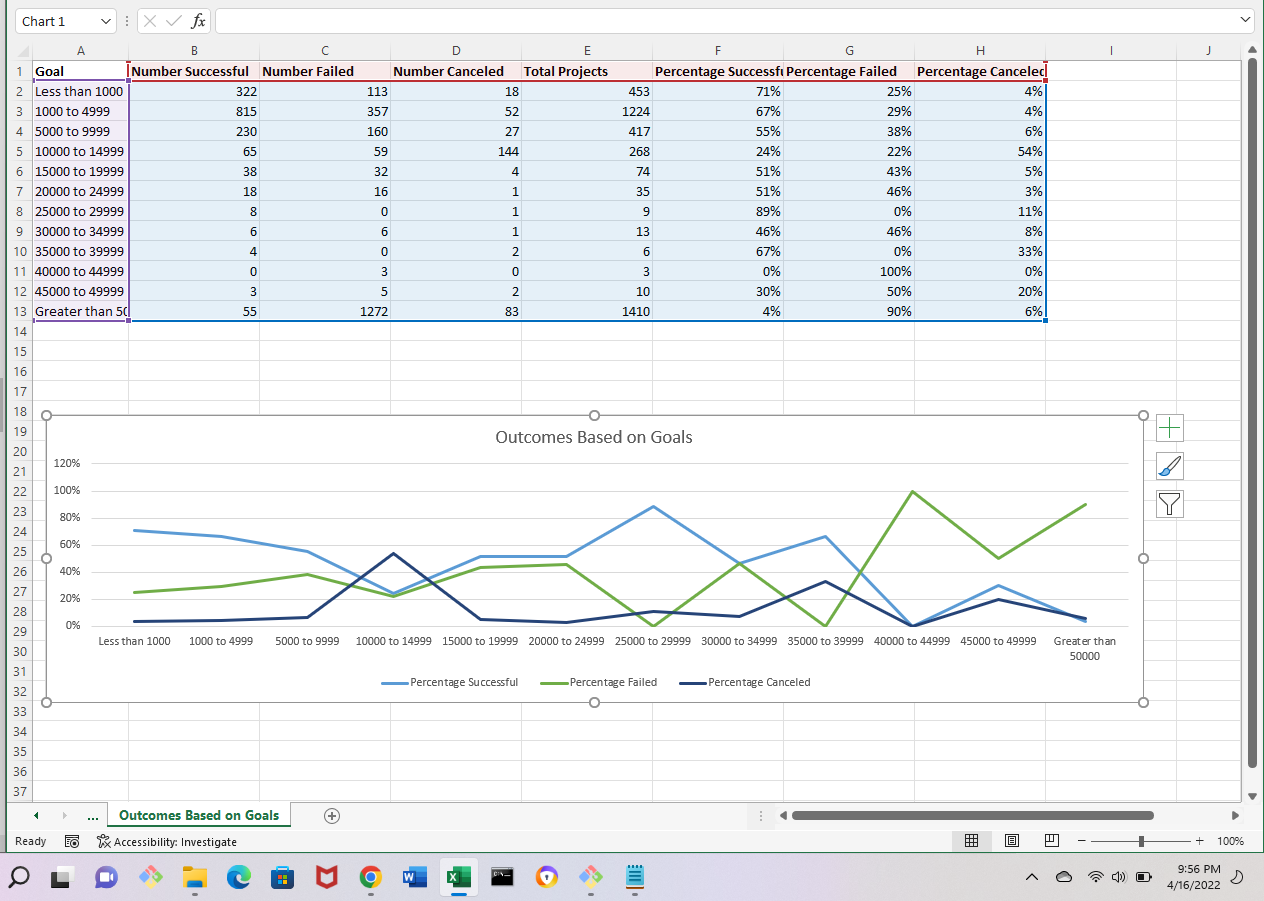 Chart 1
fx
A B C D E F G H I J
1 Goal Number Successful Number Failed Number Canceled Total Projects Percentage Successfu Percentage Failed Percentage Canceled
2 Less than 1000 322 113 18 453 71% 25% 4%
3 1000 to 4999 815 357 52 1224 67% 29% 4%
4 5000 to 9999 230 160 27 417 55% 38% 6%
5 10000 to 14999 65 59 144 268 24% 22% 54%
6 15000 to 19999 38 32 4 74 51% 43% 5%
7 20000 to 24999 18 16 1 35 51% 46% 3%
8 25000 to 29999 8 0 1 9 89% 0% 11%
9 30000 to 34999 6 6 1 13 46% 46% 8%
10 35000 to 39999 4 0 2 6 67% 0% 33%
11 40000 to 44999 0 3 0 3 0% 100% 0%
12 45000 to 49999 3 5 2 10 30% 50% 20%
13 Greater than 50 55 1272 83 1410 4% 90% 6%
14
15
16
17
18
19
20
21
22
23
24
25
26
27
28
29
30
31
32
33
34
35
36
37
Outcomes Based on Goals
120%
100%
80%
60%
40%
20%
0%
Less than 1000 1000 to 4999 5000 to 9999 10000 to 14999 15000 to 19999 20000 to 24999 25000 to 29999 30000 to 34999 35000 to 39999 40000 to 44999 45000 to 49999 Greater than
50000
Percentage Successful Percentage Failed Percentage Canceled
... Outcomes Based on Goals
Ready Accessibility: Investigate 100%
9:56 PM
4/16/2022